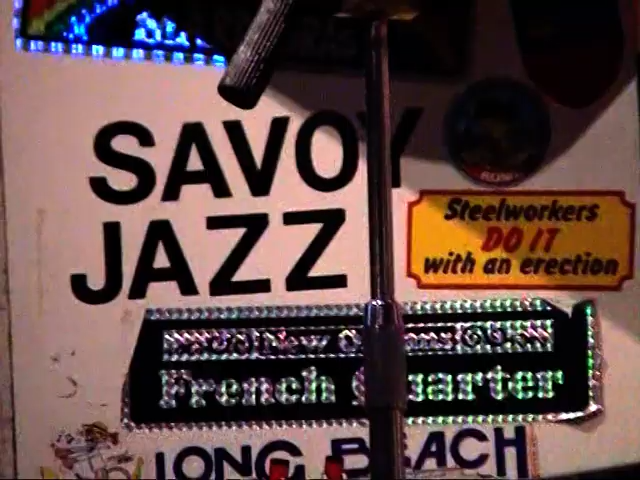 SAVOY
JAZZ
Steelworkers
DO IT
with an erection
French Quarter
LONG BEACH